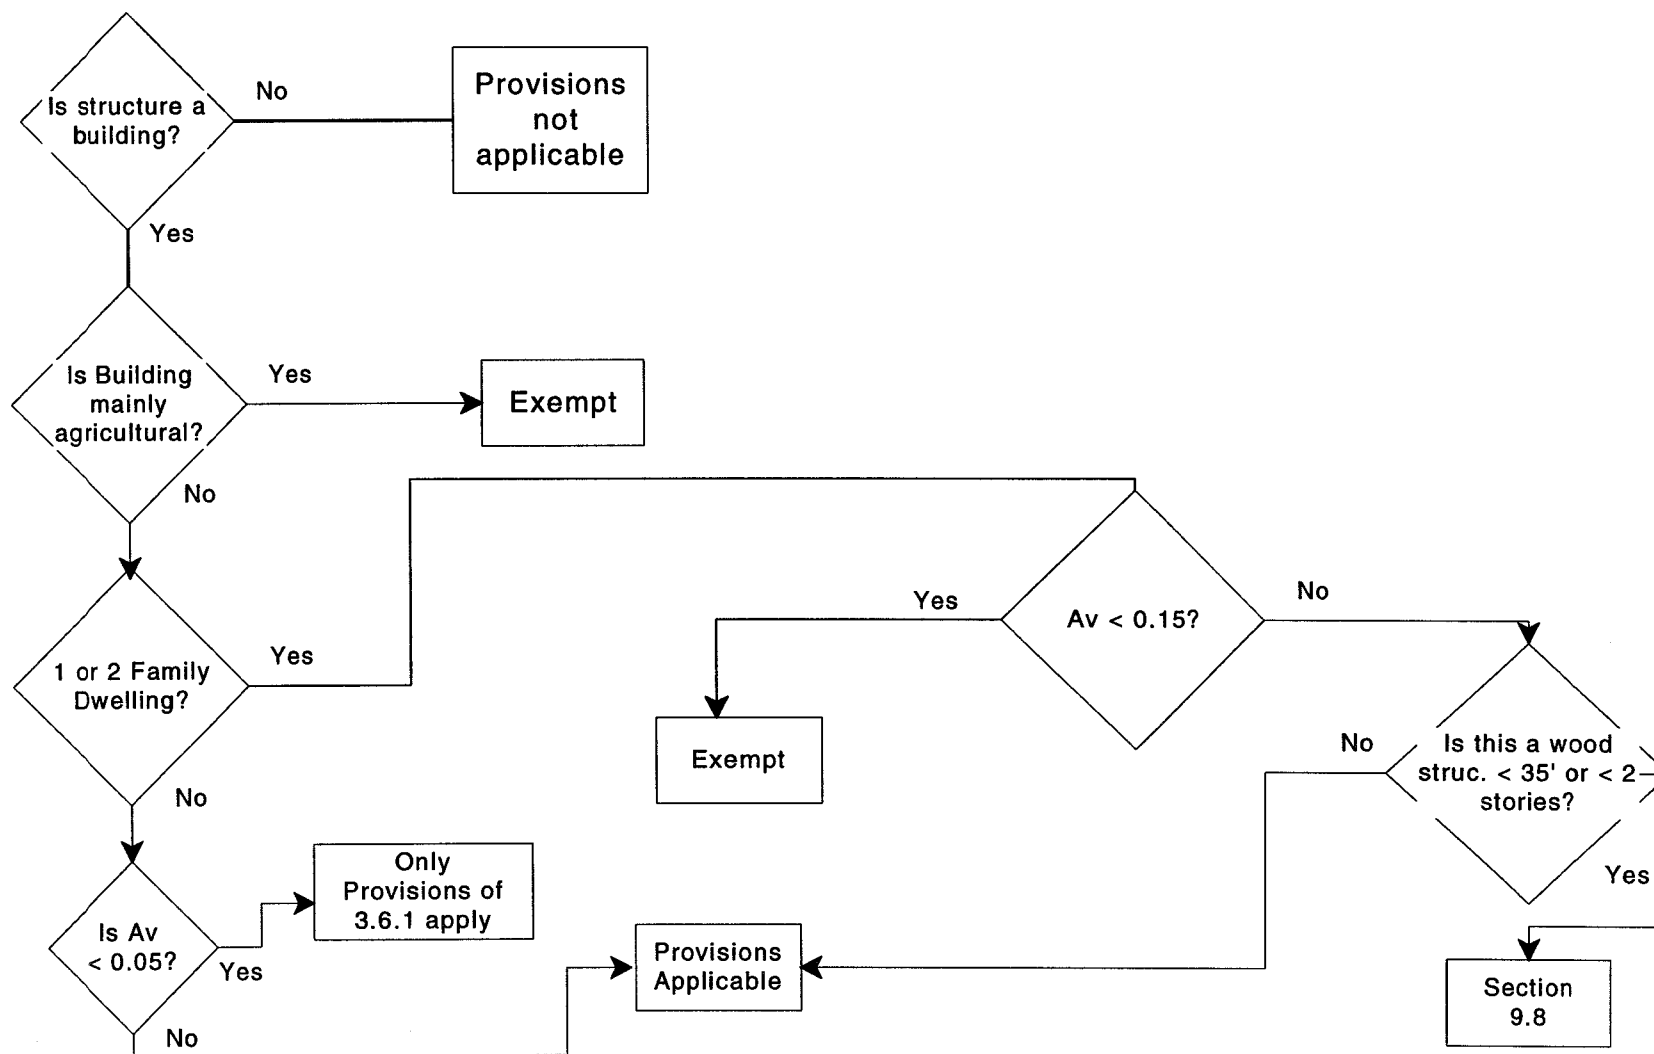 Is structure a
building?
No
Provisions
not
applicable
Yes
Is Building
mainly
agricultural?
Yes
Exempt
No
1 or 2 Family
Dwelling?
Yes
Av < 0.15?
Yes
Exempt
No
Is this a wood
struc. < 35' or < 2
stories?
No
Yes
Section
9.8
No
Is Av
< 0.05?
Yes
Only
Provisions of
3.6.1 apply
Provisions
Applicable
No